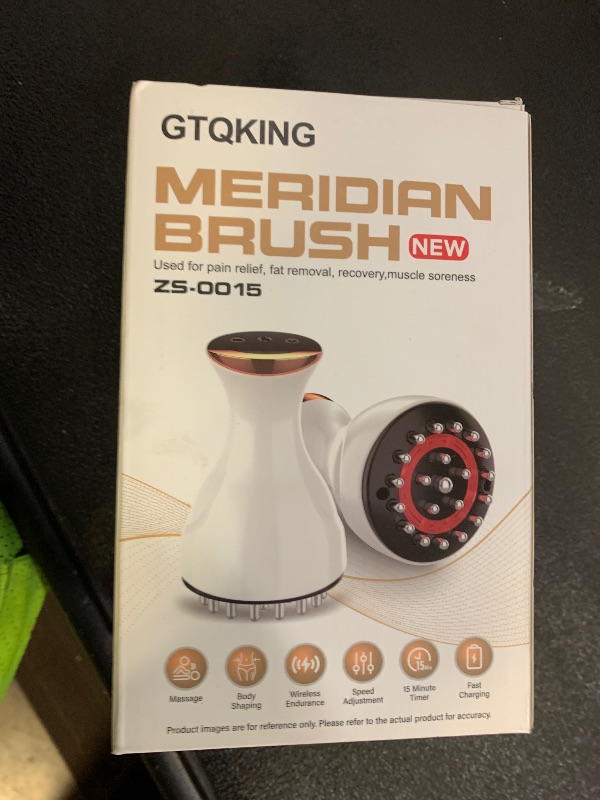 GTQKING
MERIDIAN
BRUSH NEW
Used for pain relief, fat removal, recovery,muscle soreness
ZS-0015
Massage
Body
Shaping
Wireless
Endurance
Speed
Adjustment
15 Minute
Timer
Fast
Charging
Product images are for reference only. Please refer to the actual product for accuracy.